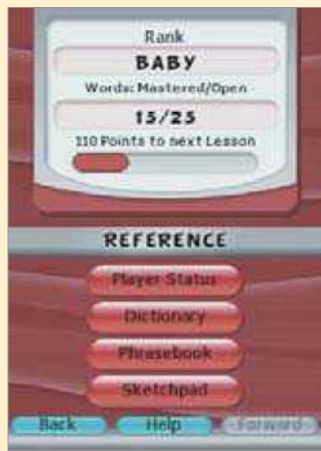 Rank
BABY
Words: Mastered/Open
15/25
110 Points to next Lesson
REFERENCE
Player Status
Dictionary
Phrasebook
Sketchpad
Back Help Forward